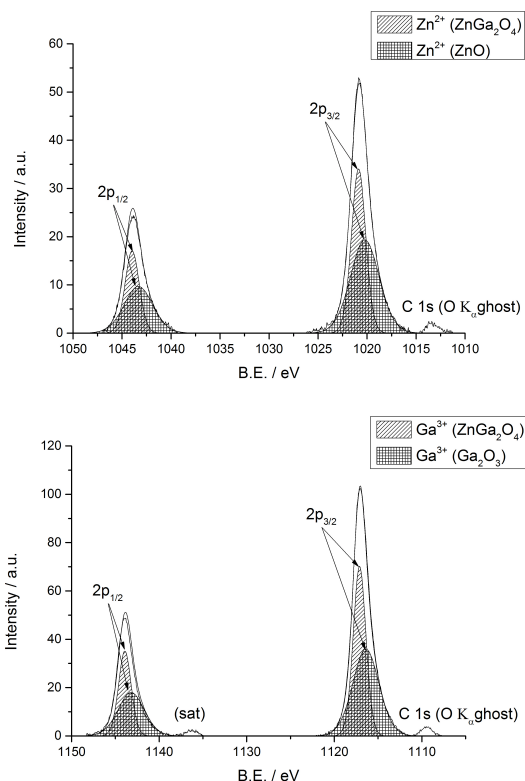 Zn²⁺ (ZnGa₂O₄)
Zn²⁺ (ZnO)
60
50
40
30
20
10
0
Intensity / a.u.
2p₁/₂
2p₃/₂
C 1s (O Kα ghost)
1050 1045 1040 1035 1030 1025 1020 1015 1010
B.E. / eV
Ga³⁺ (ZnGa₂O₄)
Ga³⁺ (Ga₂O₃)
120
100
80
60
40
20
0
Intensity / a.u.
2p₁/₂
2p₃/₂
(sat)
C 1s (O Kα ghost)
1150 1140 1130 1120 1110
B.E. / eV